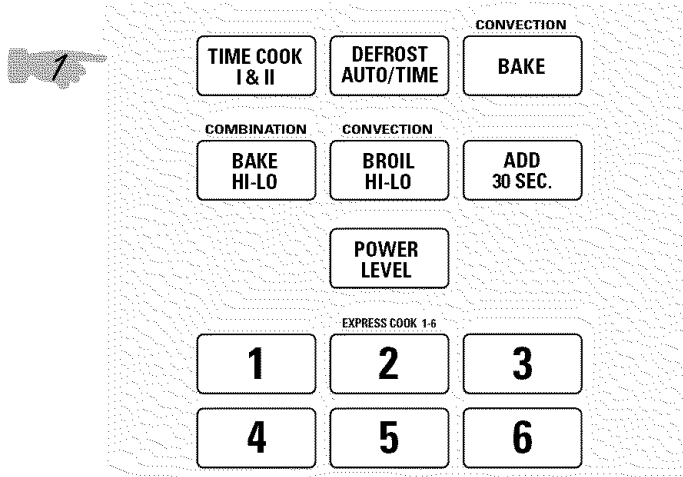 CONVECTION
1
TIME COOK
I & II
DEFROST
AUTO/TIME
BAKE
COMBINATION
CONVECTION
BAKE
HI-LO
BROIL
HI-LO
ADD
30 SEC.
POWER
LEVEL
EXPRESS COOK 1-6
1
2
3
4
5
6